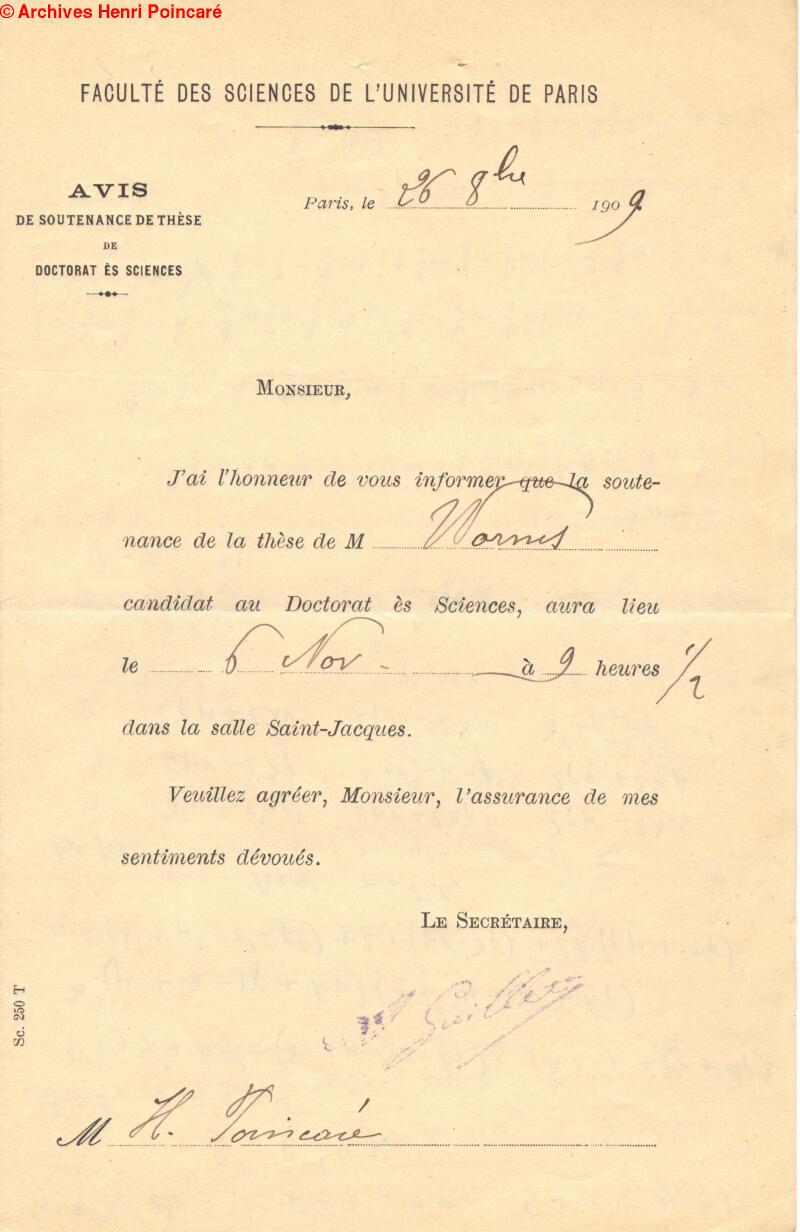 © Archives Henri Poincaré
FACULTÉ DES SCIENCES DE L'UNIVERSITÉ DE PARIS
AVIS
DE SOUTENANCE DE THÈSE
DE
DOCTORAT ÈS SCIENCES
Paris, le 26 8bre 1909
MONSIEUR,
J'ai l'honneur de vous informer que la soute-
nance de la thèse de M Worms
candidat au Doctorat ès Sciences, aura lieu
le 6 Nov - à 9 heures 1/2
dans la salle Saint-Jacques.
Veuillez agréer, Monsieur, l'assurance de mes
sentiments dévoués.
LE SECRÉTAIRE,
Guillet
Sc. 250 T
M H. Poincaré